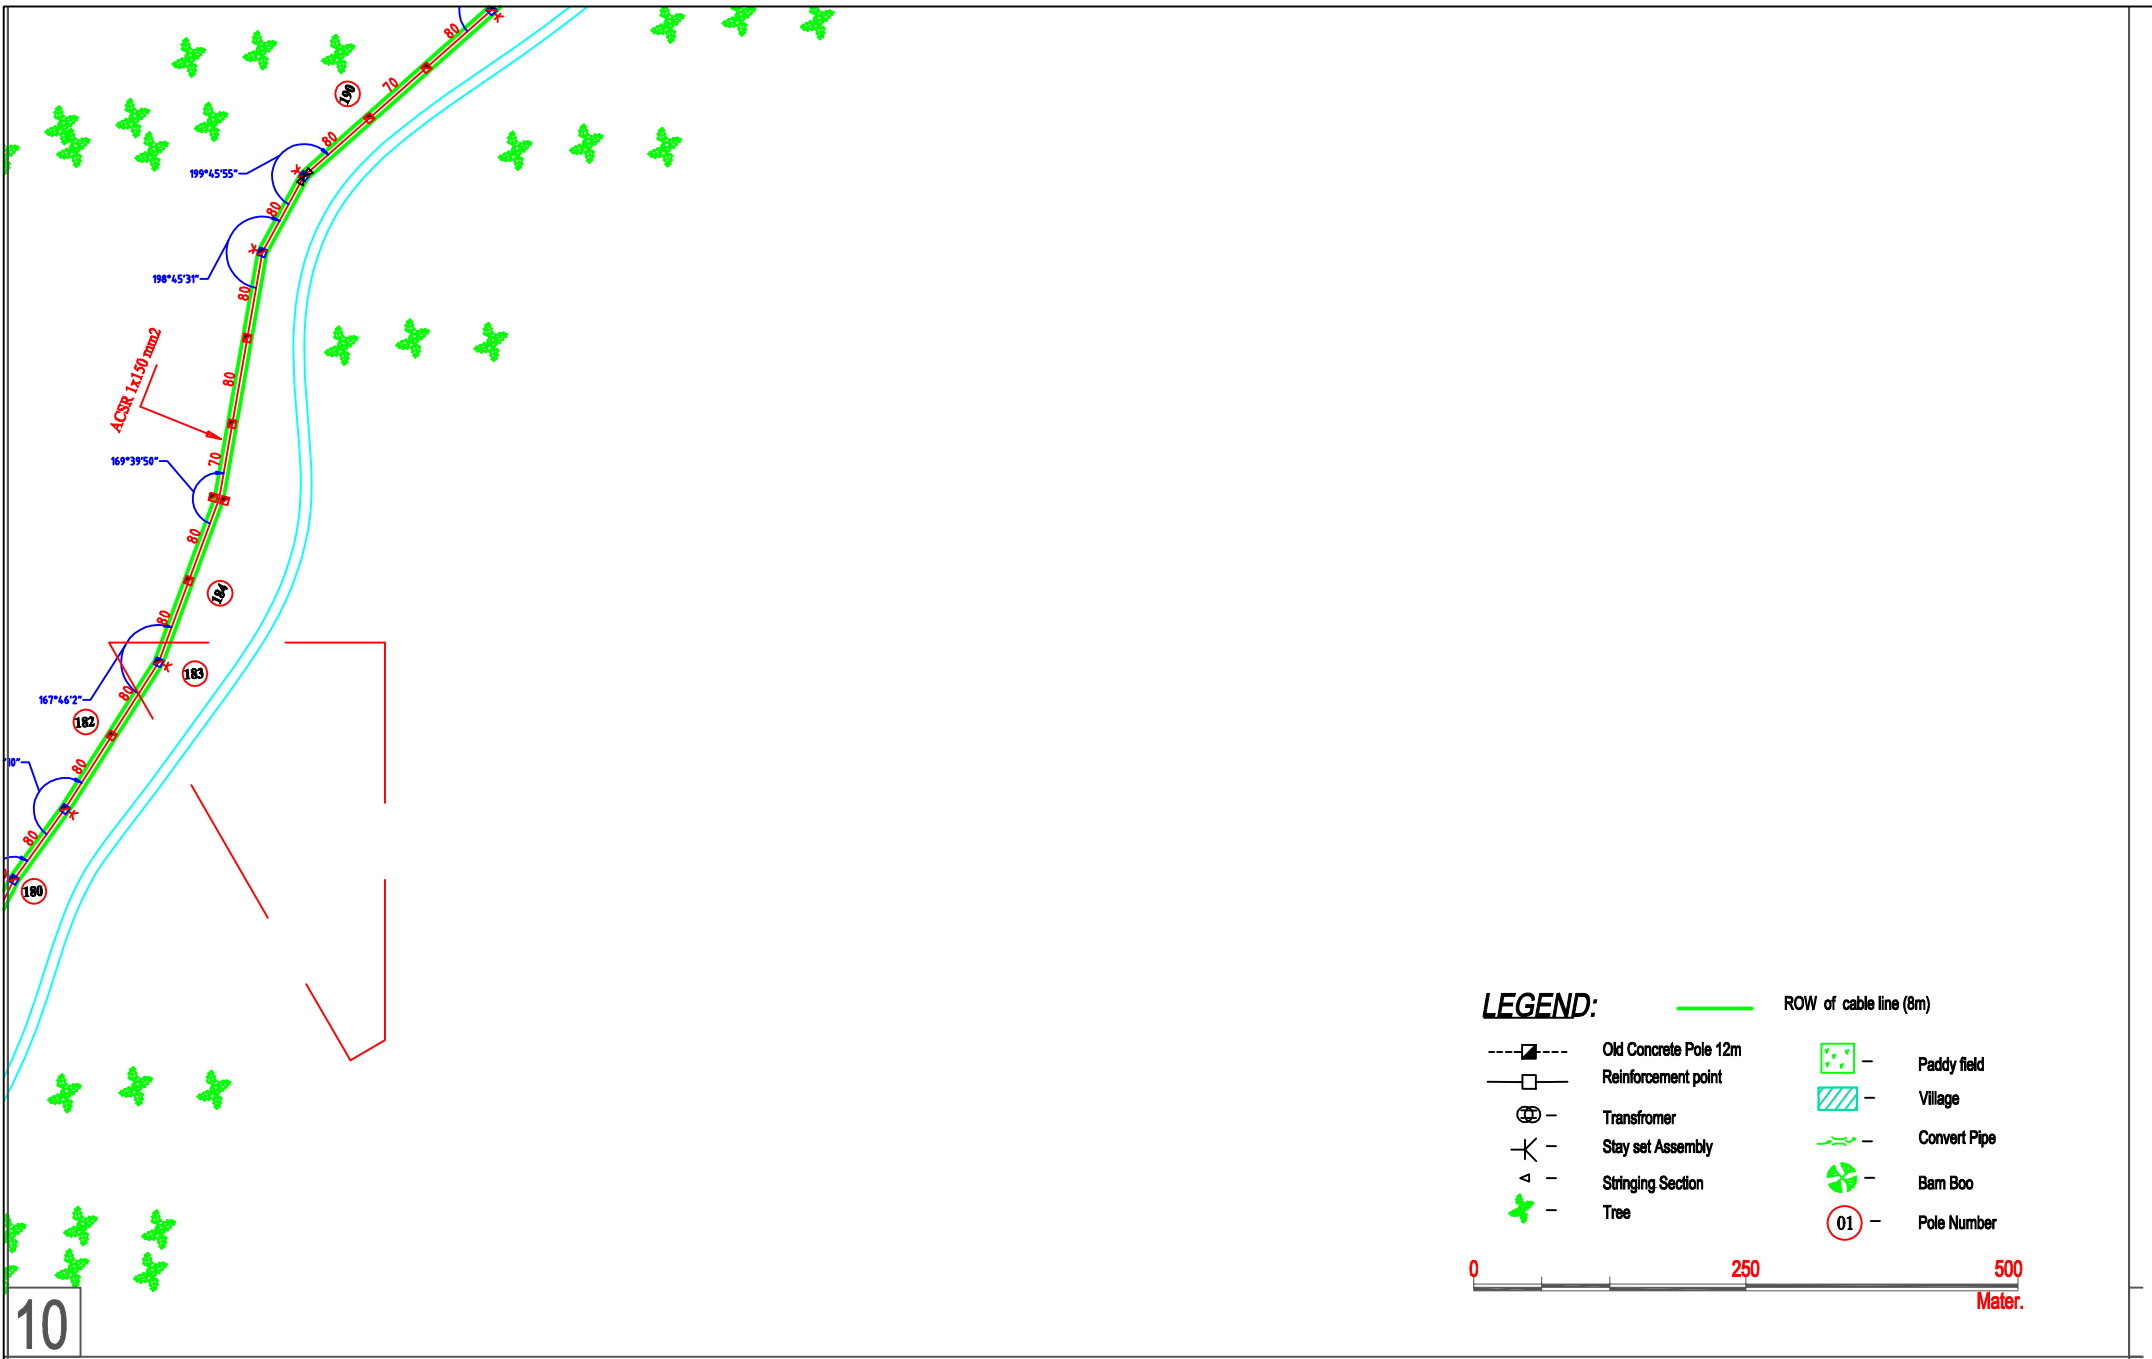 80
70
190
80
199°45'55"
80
198°45'31"
80
ACSR 1x150 mm2
80
70
169°39'50"
80
184
80
183
167°46'2"
80
182
80
80
180
LEGEND:
ROW of cable line (8m)
Old Concrete Pole 12m
Reinforcement point
Transfromer
Stay set Assembly
Stringing Section
Tree
Paddy field
Village
Convert Pipe
Bam Boo
01
Pole Number
0 250 500
Mater.
10